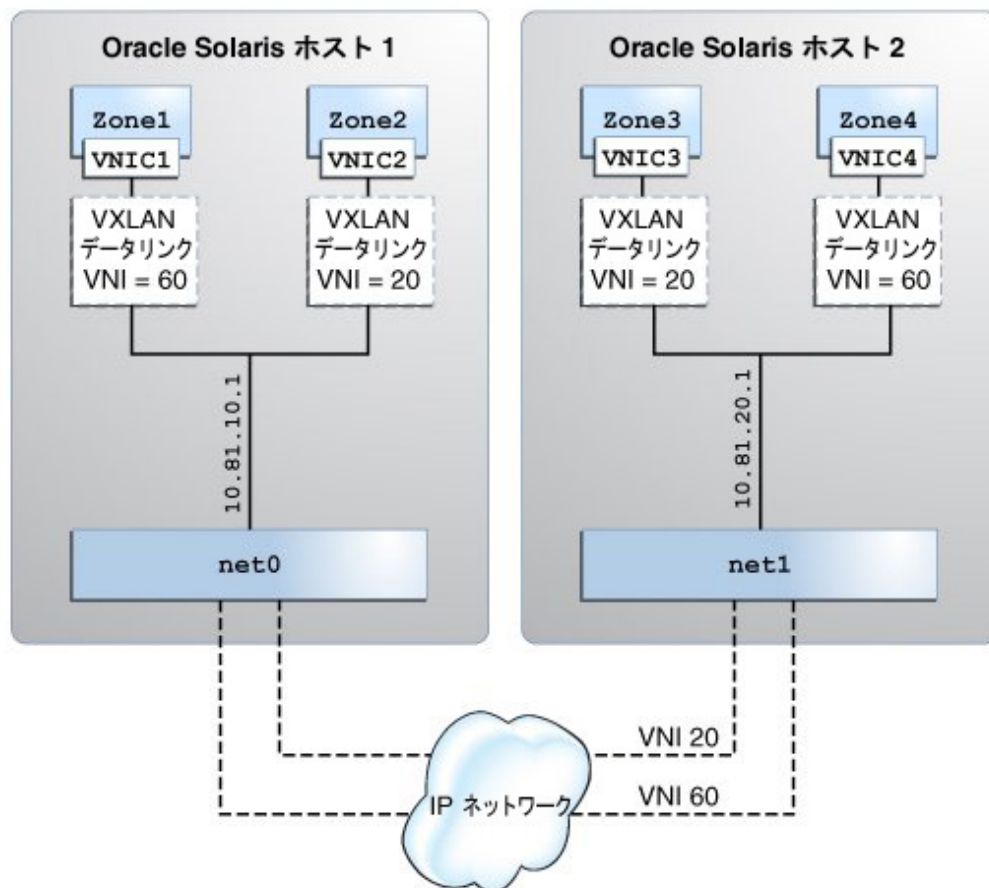 Oracle Solaris ホスト 1
Zone1
VNIC1
VXLAN
データリンク
VNI = 60
Zone2
VNIC2
VXLAN
データリンク
VNI = 20
10.81.10.1
net0
Oracle Solaris ホスト 2
Zone3
VNIC3
VXLAN
データリンク
VNI = 20
Zone4
VNIC4
VXLAN
データリンク
VNI = 60
10.81.20.1
net1
VNI 20
VNI 60
IP ネットワーク